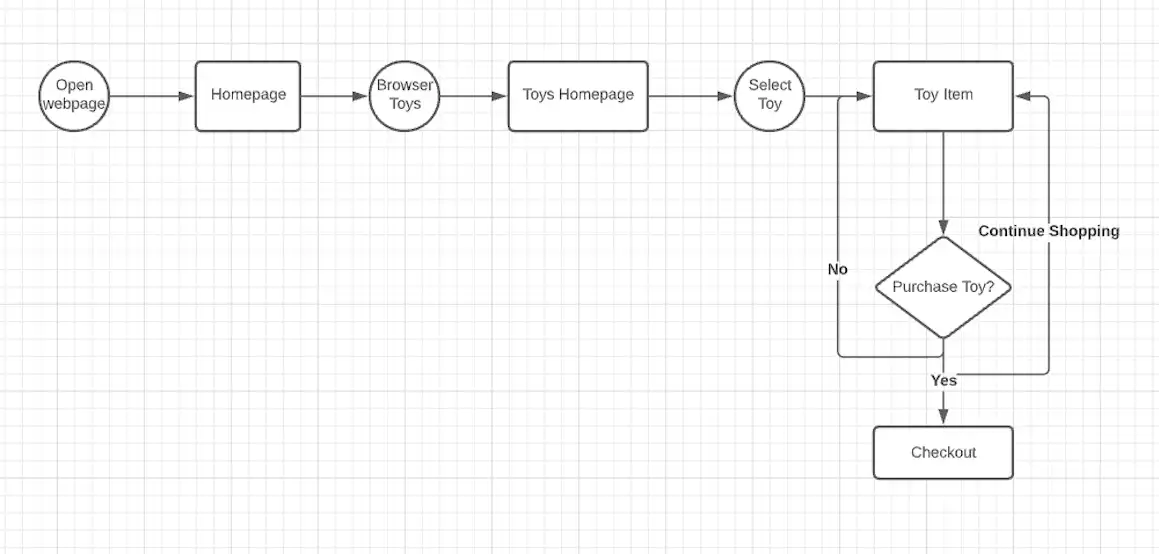 Open
webpage
Homepage
Browser
Toys
Toys Homepage
Select
Toy
Toy Item
Continue Shopping
No
Purchase Toy?
Yes
Checkout